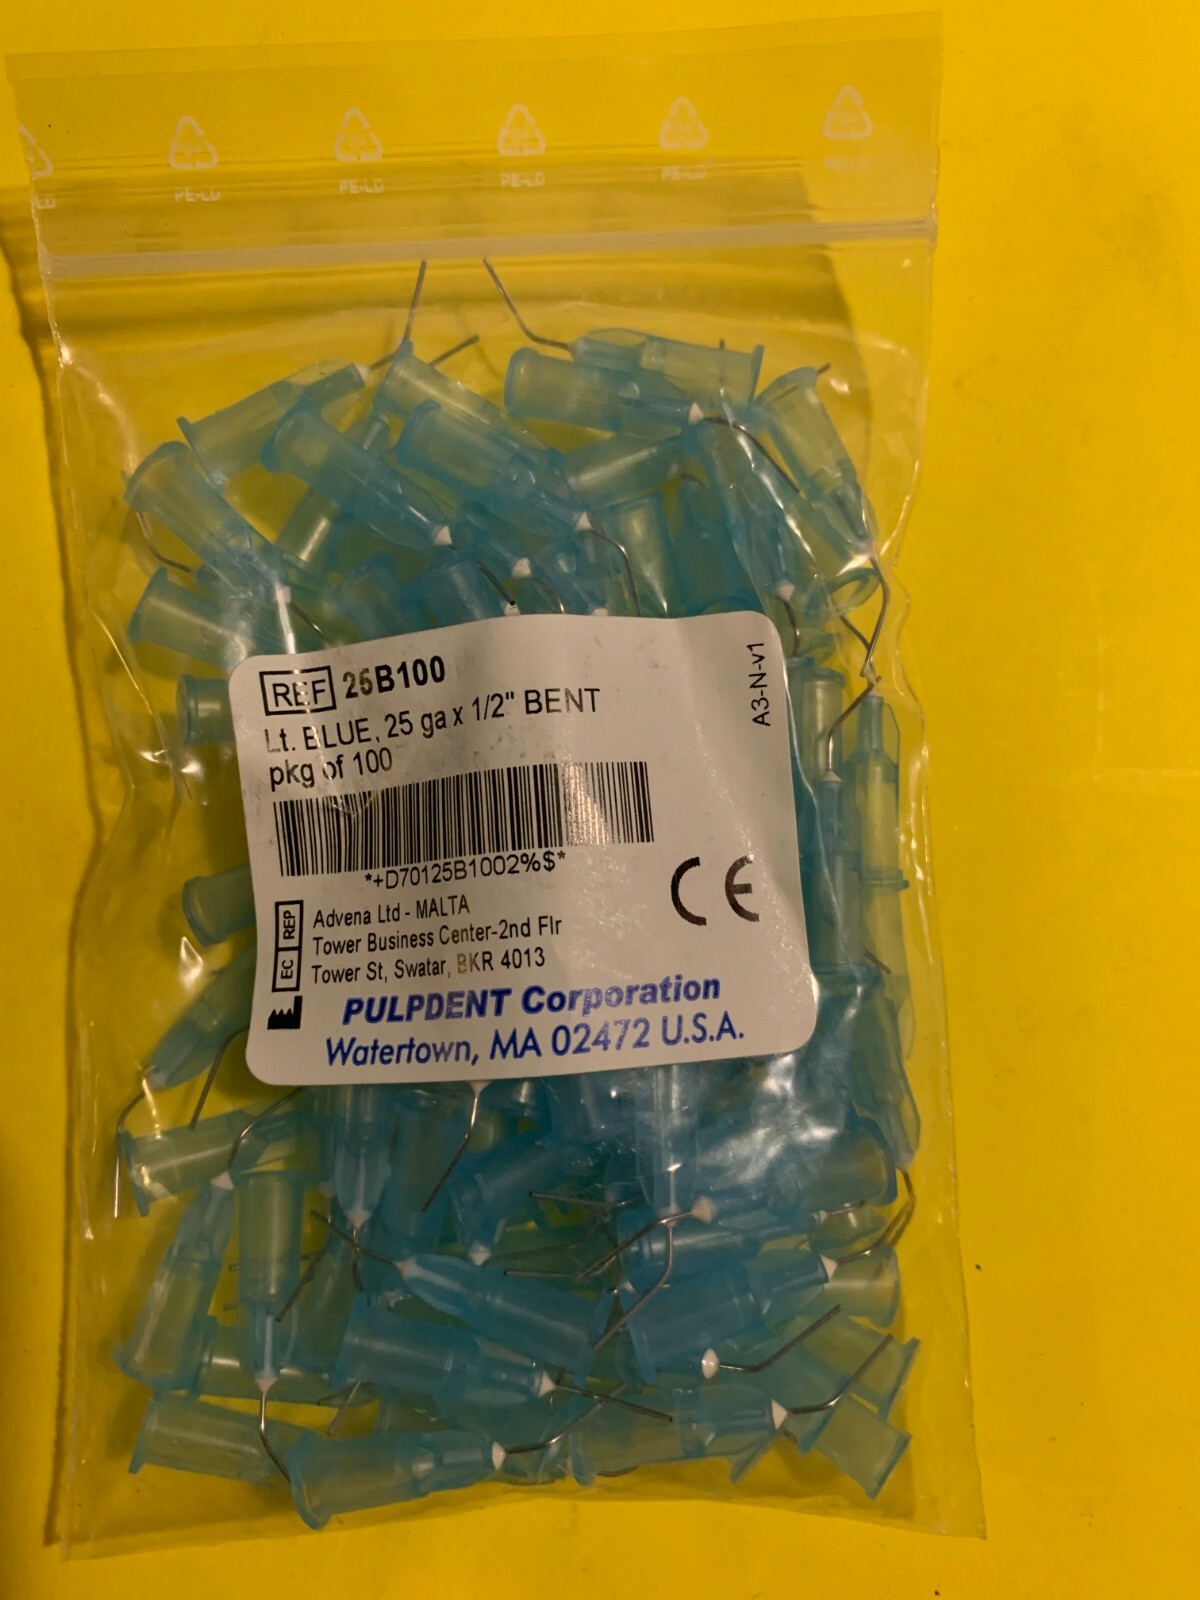 PE-LD
PE-LD
PE-LD
PE-LD
REF 25B100
Lt. BLUE, 25 ga x 1/2" BENT
pkg of 100
A3-N-v1
*+D70125B1002%$*
CE
EC REP
Advena Ltd - MALTA
Tower Business Center-2nd Flr
Tower St, Swatar, BKR 4013
PULPDENT Corporation
Watertown, MA 02472 U.S.A.